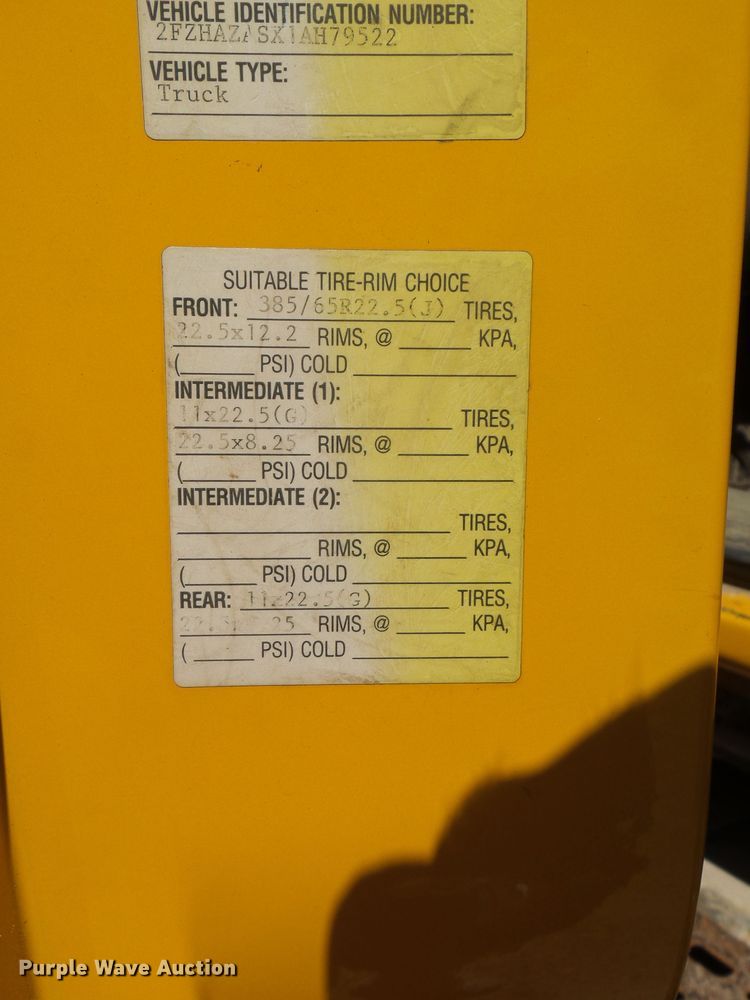 VEHICLE IDENTIFICATION NUMBER:
VEHICLE TYPE:
Truck
SUITABLE TIRE-RIM CHOICE
FRONT: 385/65R22.5(J) TIRES,
22.5x12.2 RIMS, @ KPA,
( PSI) COLD
INTERMEDIATE (1):
11x22.5(G) TIRES,
22.5x8.25 RIMS, @ KPA,
( PSI) COLD
INTERMEDIATE (2):
TIRES,
RIMS, @ KPA,
( PSI) COLD
REAR: 11x22.5(G) TIRES,
RIMS, @ KPA,
( PSI) COLD
Purple Wave Auction